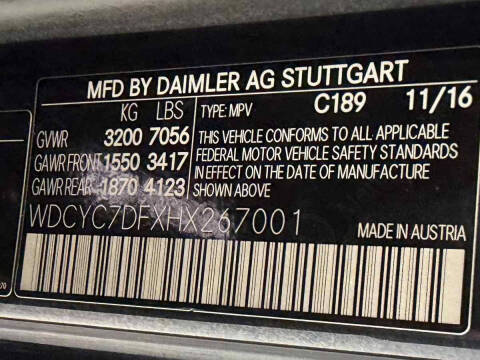 MFD BY DAIMLER AG STUTTGART
KG LBS TYPE: MPV C189 11/16
GVWR 3200 7056
GAWR FRONT 1550 3417
GAWR REAR 1870 4123
THIS VEHICLE CONFORMS TO ALL APPLICABLE
FEDERAL MOTOR VEHICLE SAFETY STANDARDS
IN EFFECT ON THE DATE OF MANUFACTURE
SHOWN ABOVE
WDCYC7DFXHX267001
MADE IN AUSTRIA